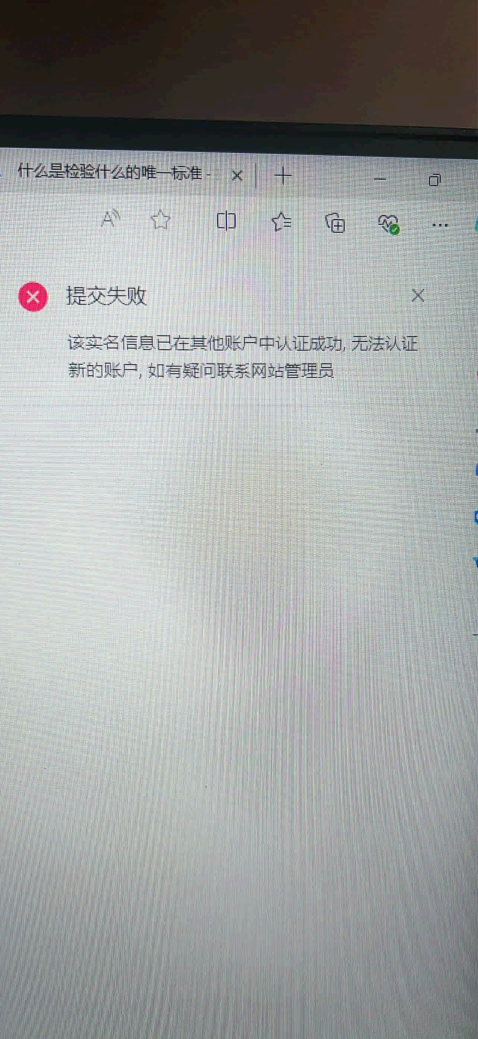 什么是检验什么的唯一标准 -
A
提交失败
该实名信息已在其他账户中认证成功, 无法认证
新的账户, 如有疑问联系网站管理员